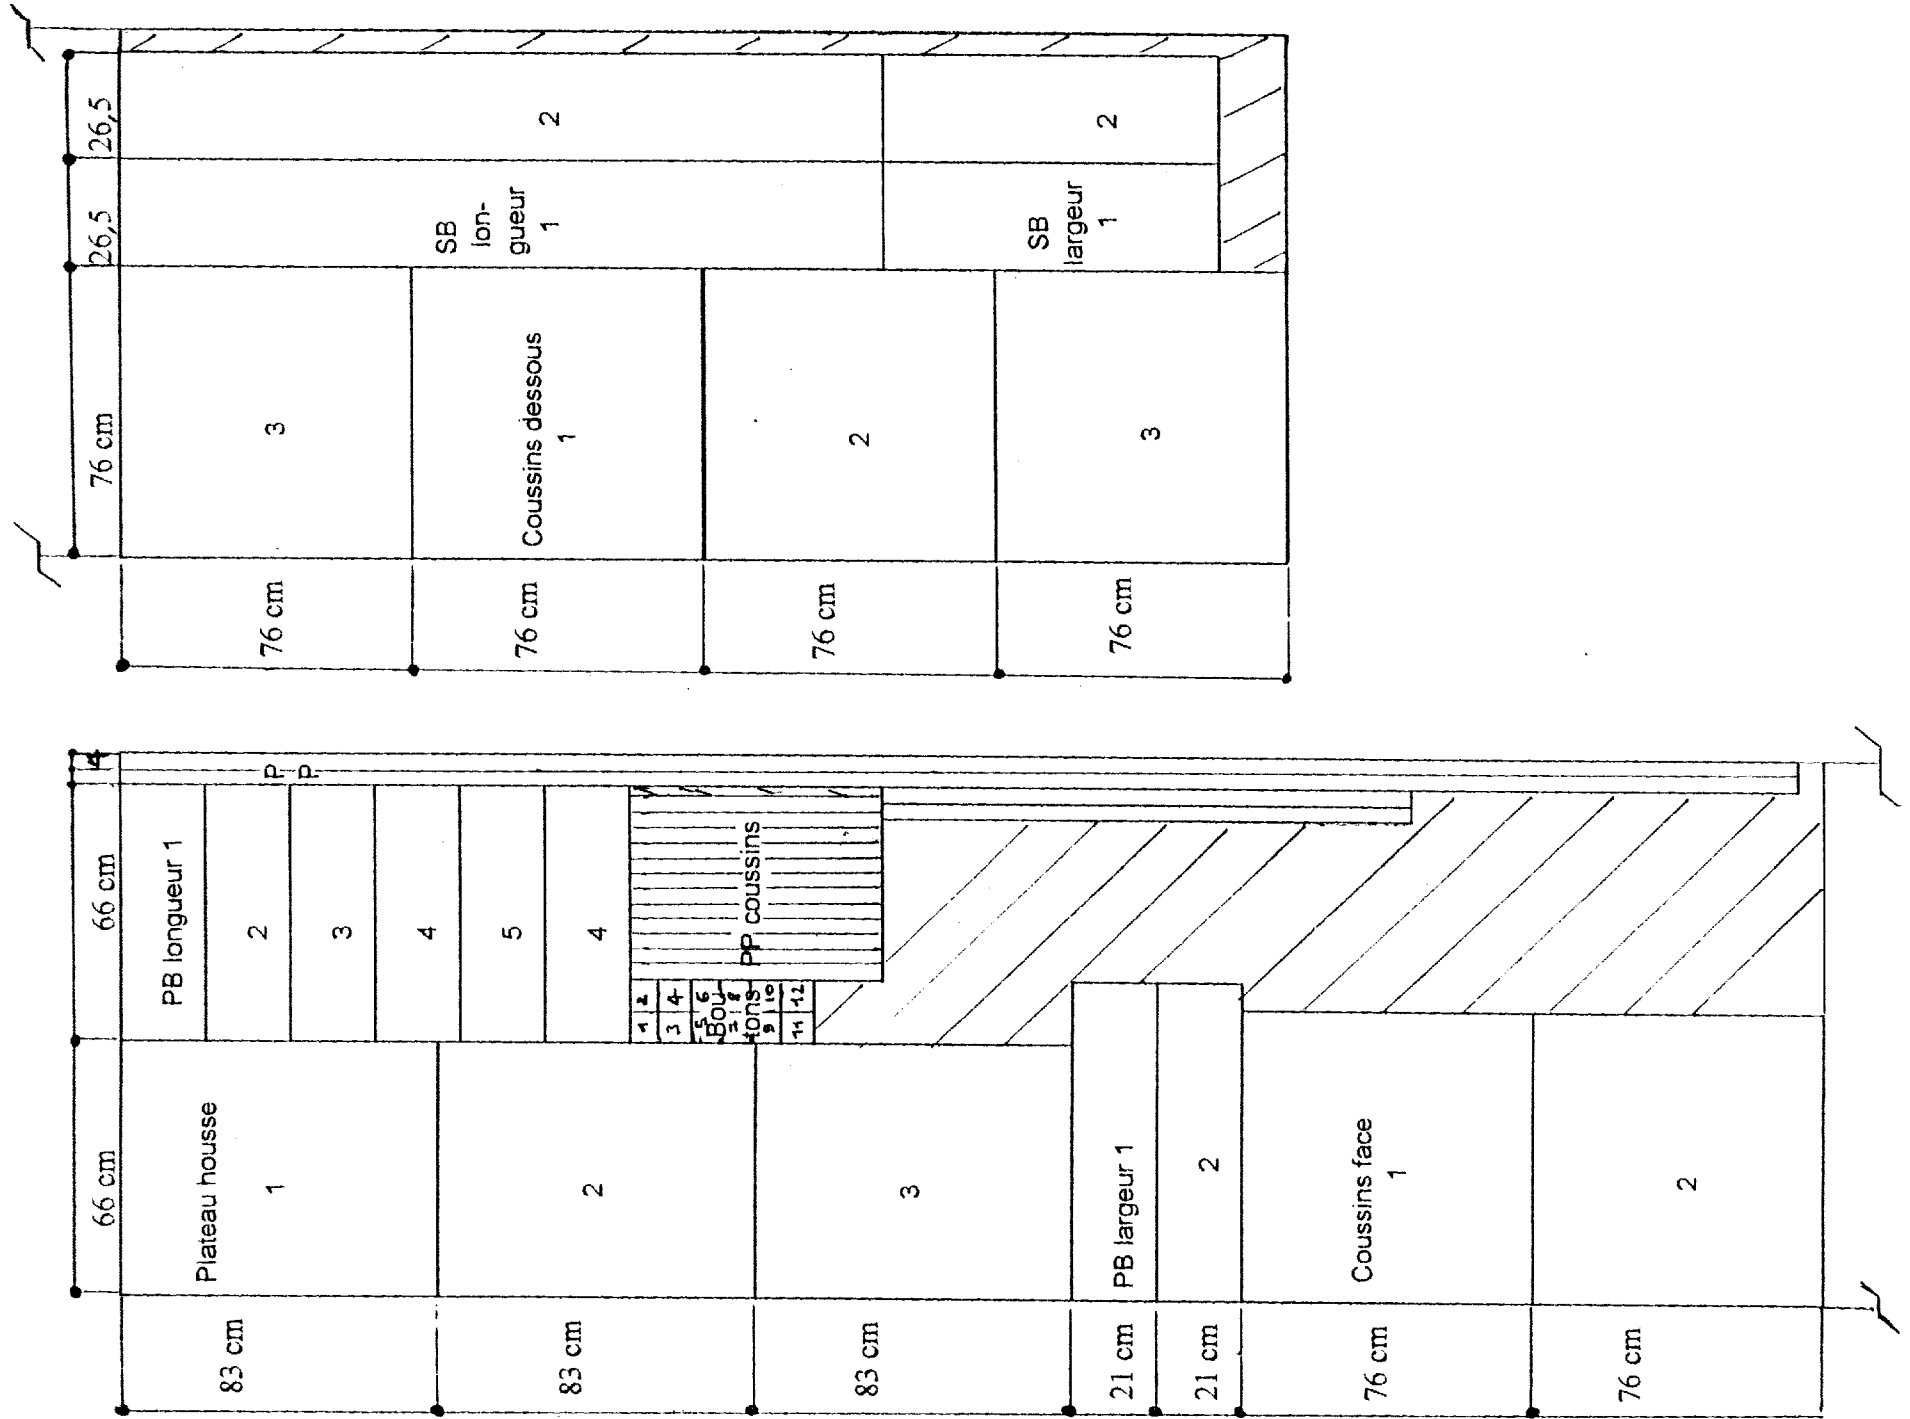 26,5
26,5
76 cm
2
2
SB
lon-
gueur
1
SB
largeur
1
3
Coussins dessous
1
2
3
76 cm
76 cm
76 cm
76 cm
4
66 cm
66 cm
P P
PB longueur 1
2
3
4
5
4
PP coussins
1 2
3 4
5 6
7 8
9 10
11 12
Bou
tons
Plateau housse
1
2
3
PB largeur 1
2
Coussins face
1
2
83 cm
83 cm
83 cm
21 cm
21 cm
76 cm
76 cm